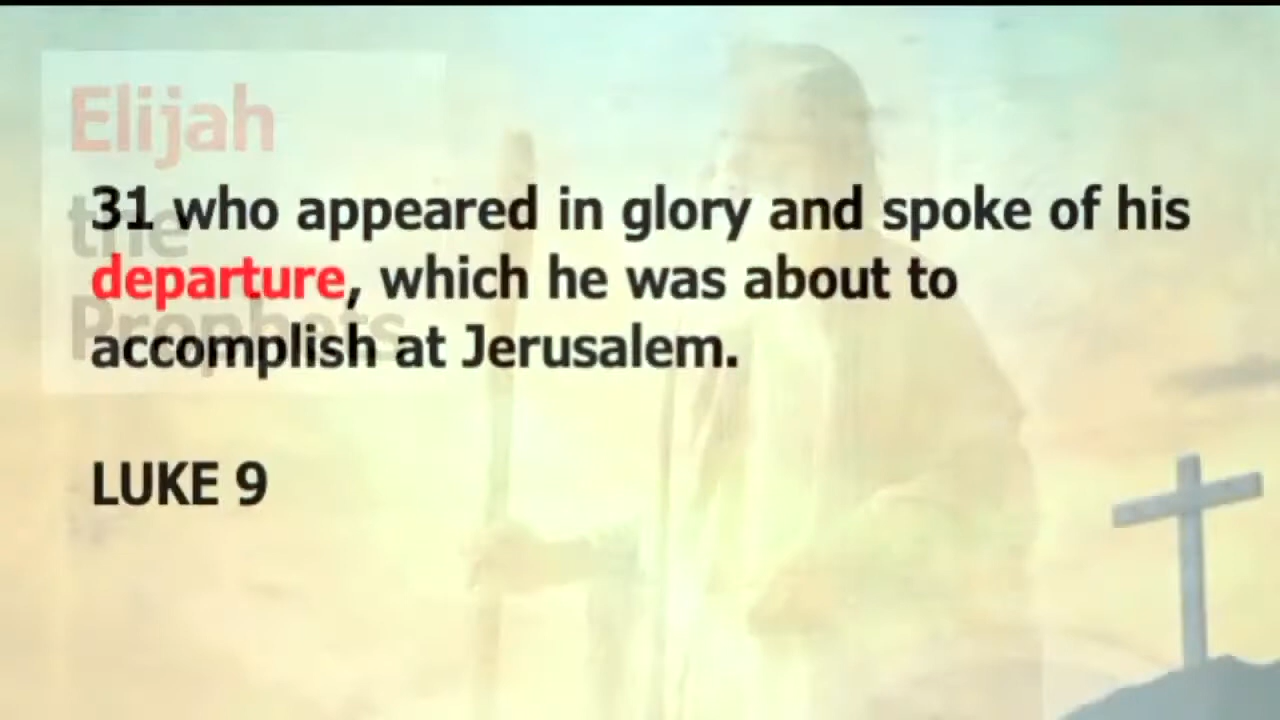 Elijah
the
Prophets
31 who appeared in glory and spoke of his
departure, which he was about to
accomplish at Jerusalem.
LUKE 9